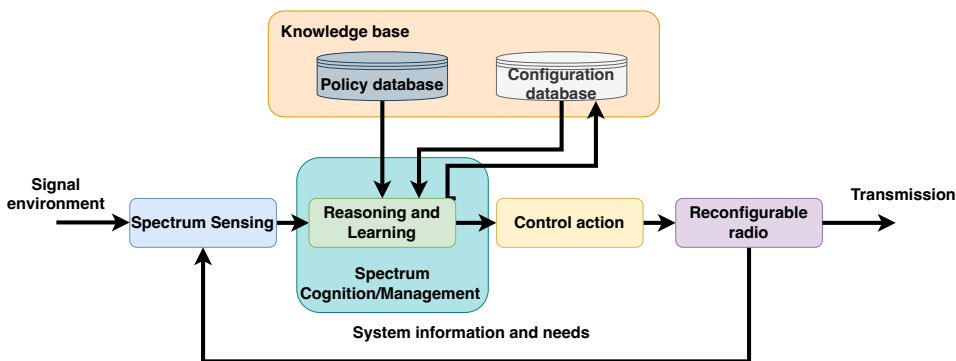 Knowledge base
Policy database
Configuration
database
Signal
environment
Spectrum Sensing
Reasoning and
Learning
Control action
Reconfigurable
radio
Transmission
Spectrum
Cognition/Management
System information and needs